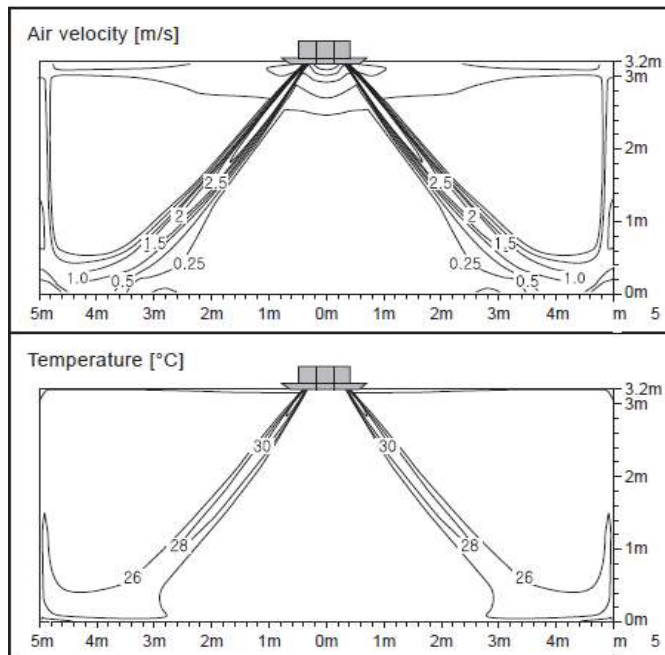 Air velocity [m/s]
3.2m
3m
2m
2.5 2.5
2 2
1m
1.5 1.5
0.25 0.25
1.0 0.5 0.5 1.0
0m
5m 4m 3m 2m 1m 0m 1m 2m 3m 4m m 5
Temperature [°C]
3.2m
3m
30 30
2m
28 28
1m
26 26
0m
5m 4m 3m 2m 1m 0m 1m 2m 3m 4m m 5